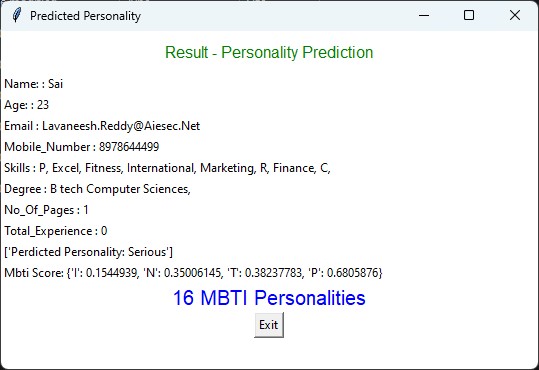 Predicted Personality
Result - Personality Prediction
Name: : Sai
Age: : 23
Email : Lavaneesh.Reddy@Aiesec.Net
Mobile_Number : 8978644499
Skills : P, Excel, Fitness, International, Marketing, R, Finance, C,
Degree : B tech Computer Sciences,
No_Of_Pages : 1
Total_Experience : 0
['Perdicted Personality: Serious']
Mbti Score: {'I': 0.1544939, 'N': 0.35006145, 'T': 0.38237783, 'P': 0.6805876}
16 MBTI Personalities
Exit